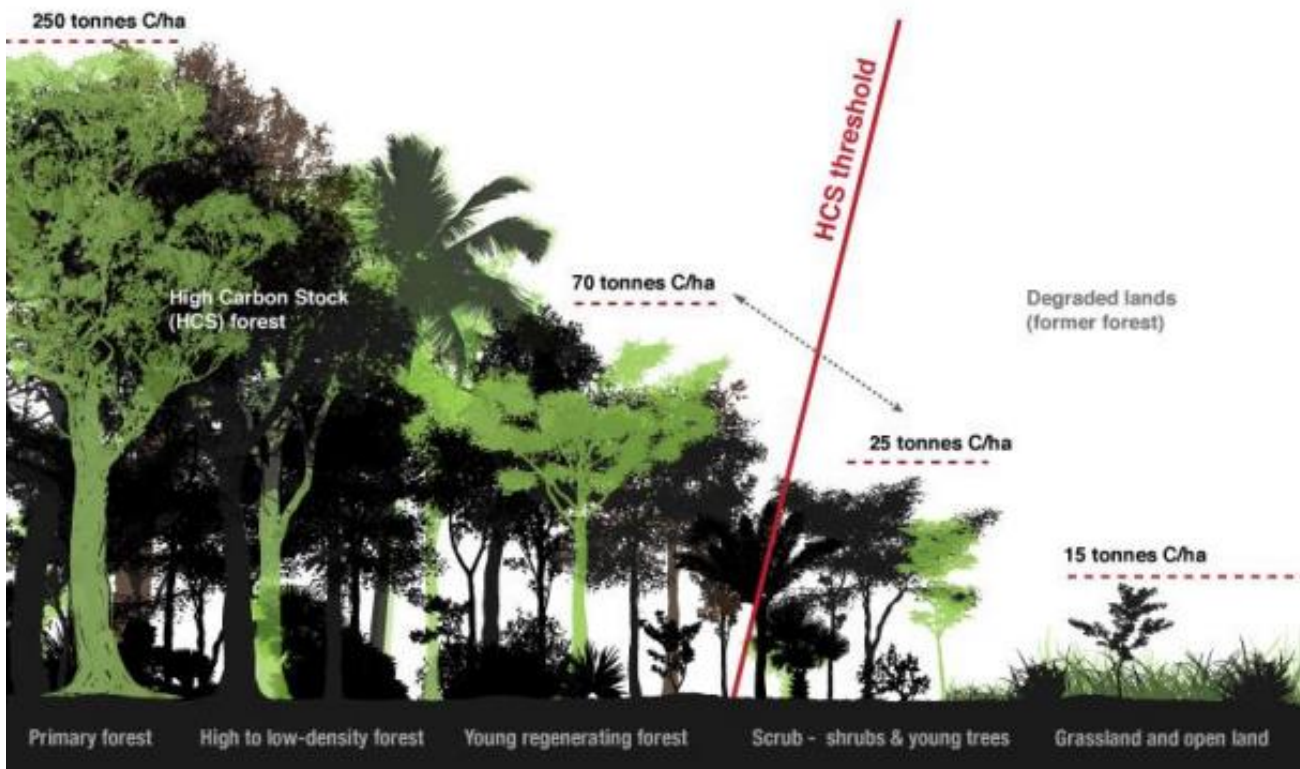 250 tonnes C/ha
HCS threshold
High Carbon Stock
(HCS) forest
70 tonnes C/ha
Degraded lands
(former forest)
25 tonnes C/ha
15 tonnes C/ha
Primary forest
High to low-density forest
Young regenerating forest
Scrub - shrubs & young trees
Grassland and open land